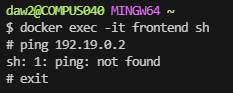 daw2@COMPUS040 MINGW64 ~
$ docker exec -it frontend sh
# ping 192.19.0.2
sh: 1: ping: not found
# exit